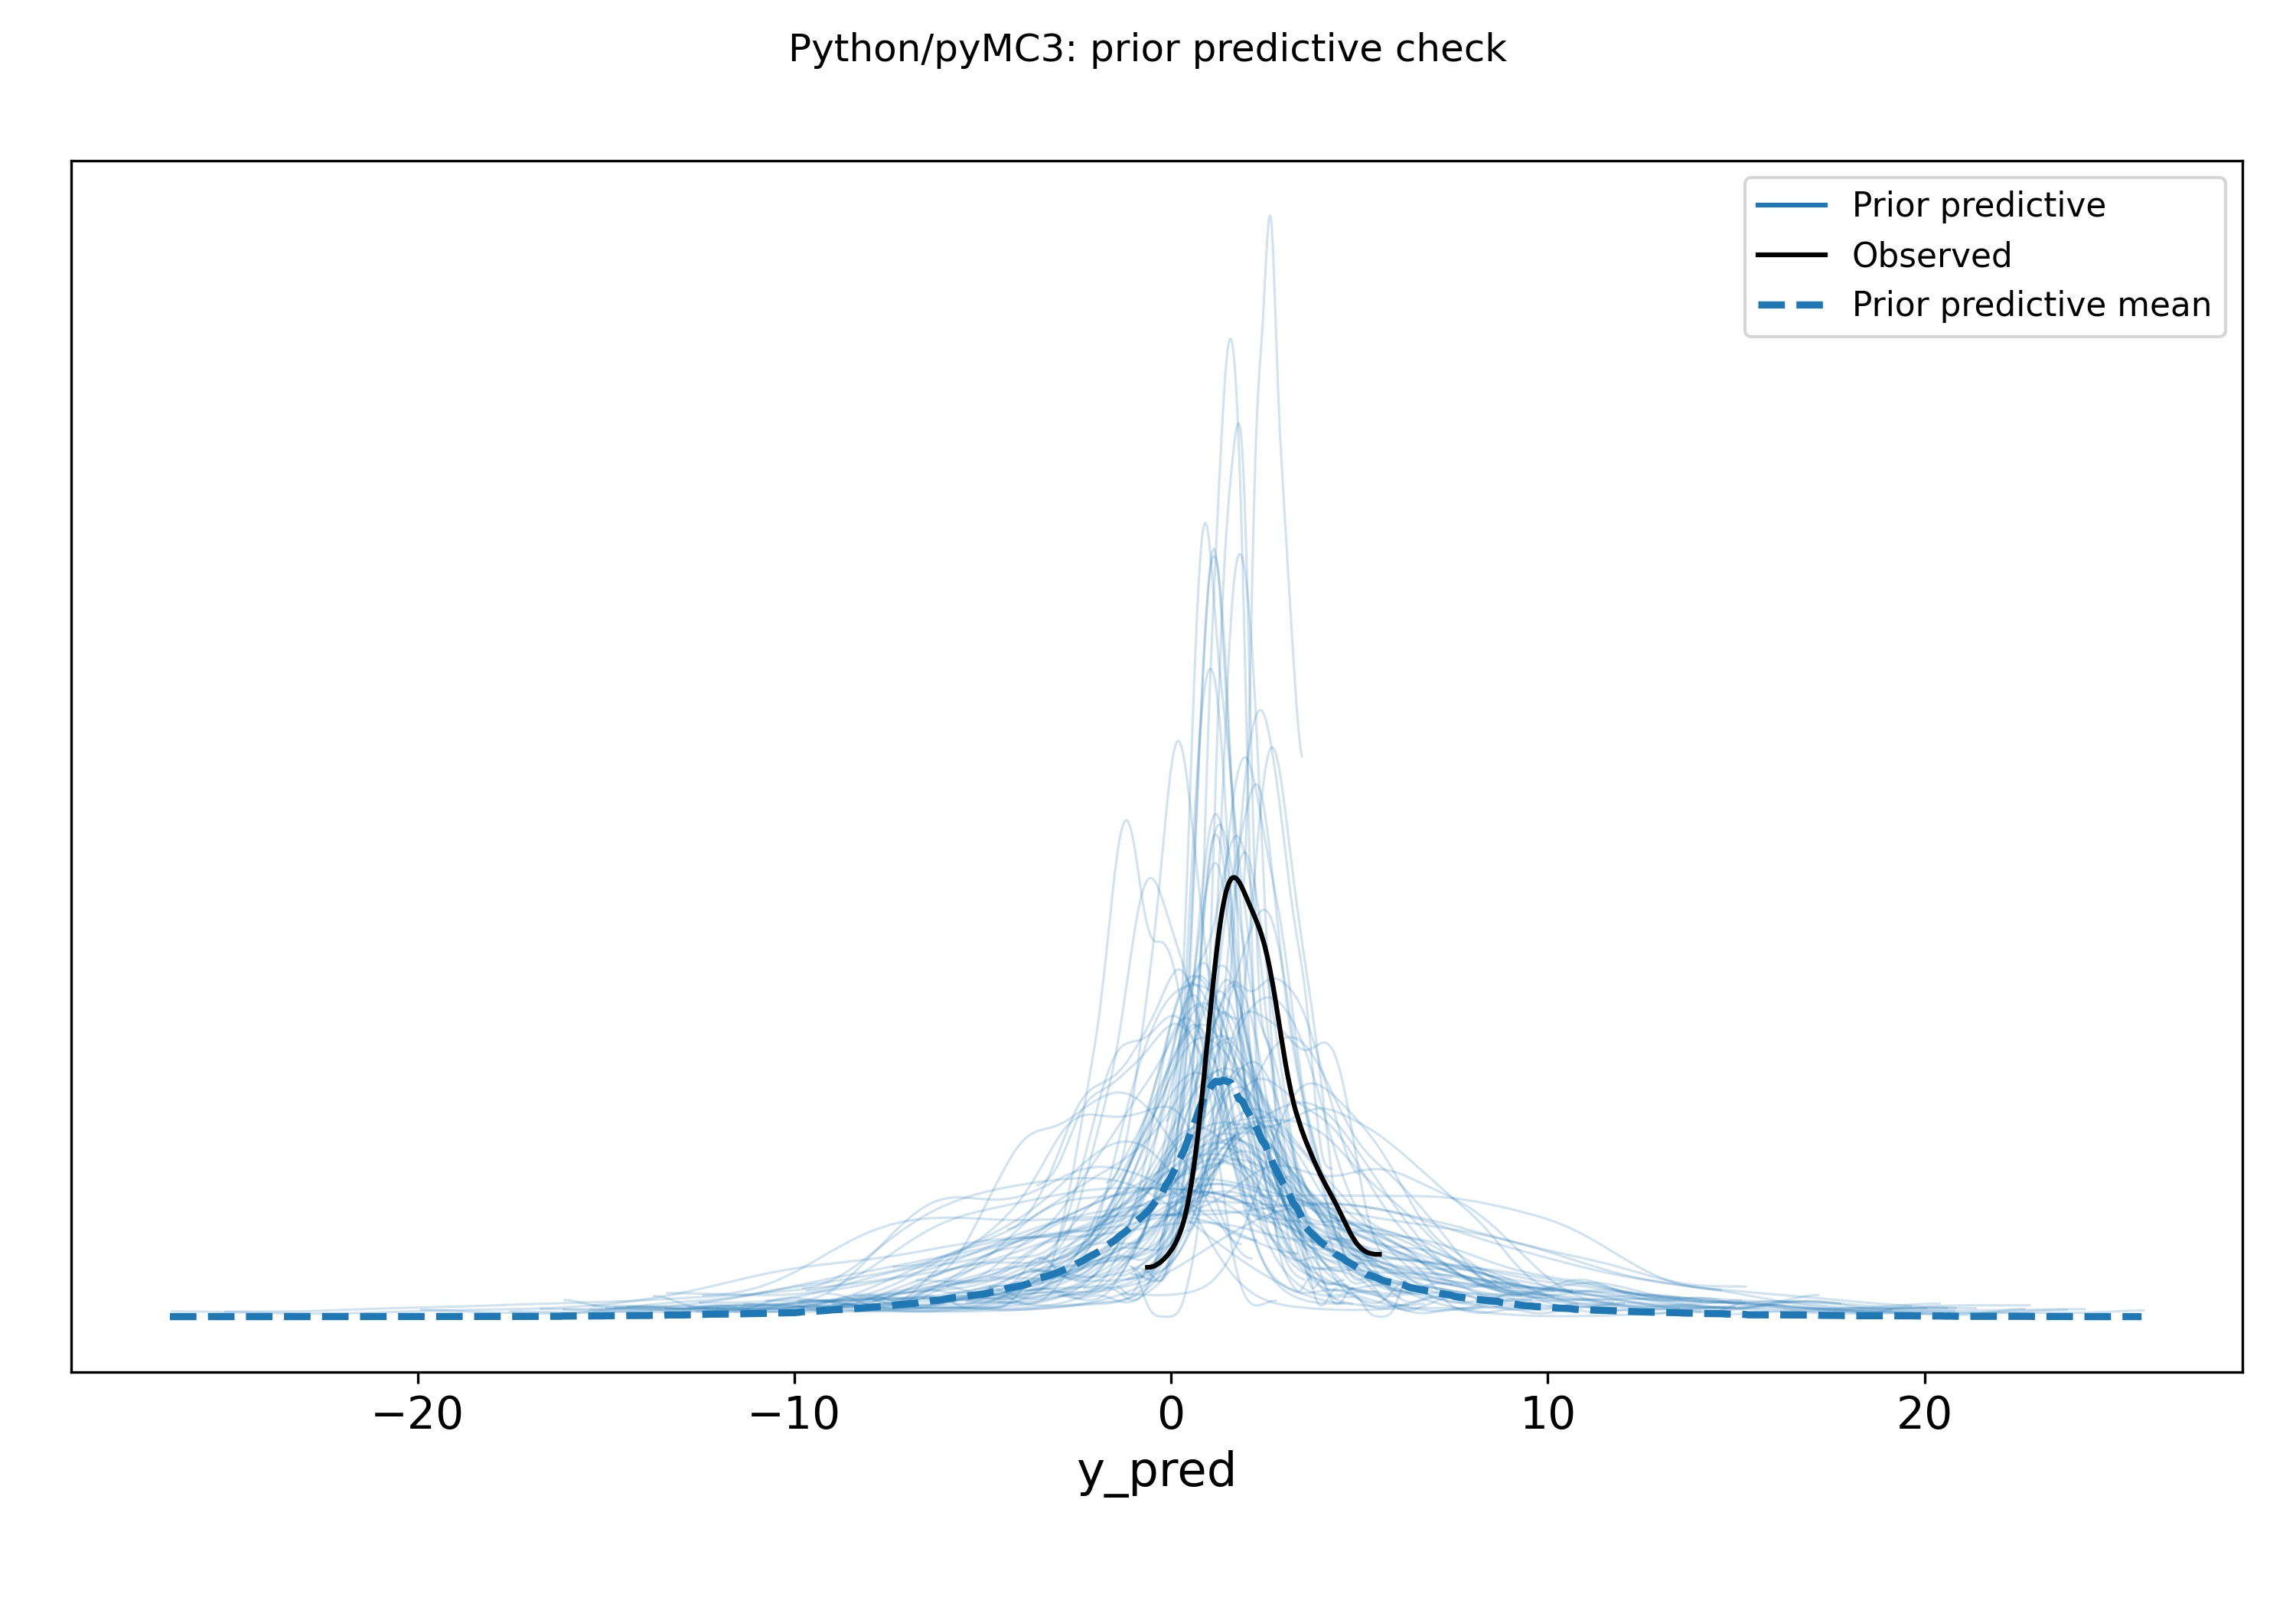 Python/pyMC3: prior predictive check
Prior predictive
Observed
Prior predictive mean
−20 −10 0 10 20
y_pred